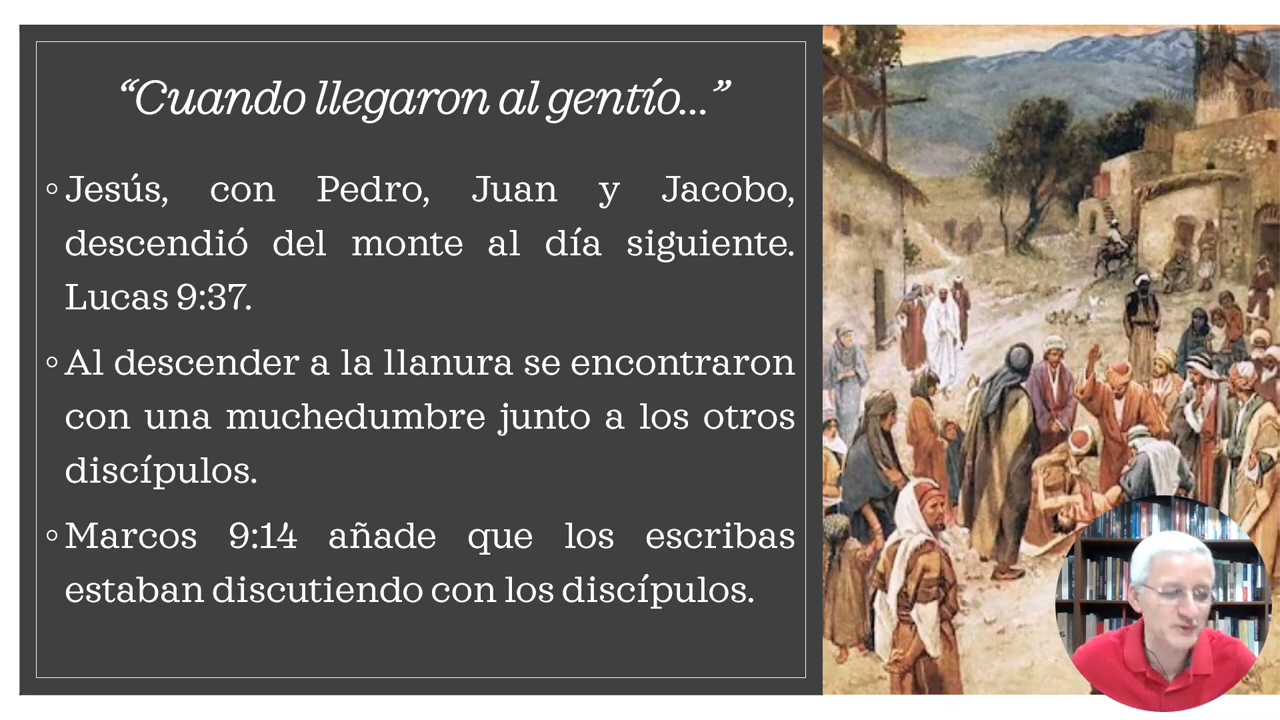 “Cuando llegaron al gentío...”
◦ Jesús, con Pedro, Juan y Jacobo,
descendió del monte al día siguiente.
Lucas 9:37.
◦ Al descender a la llanura se encontraron
con una muchedumbre junto a los otros
discípulos.
◦ Marcos 9:14 añade que los escribas
estaban discutiendo con los discípulos.